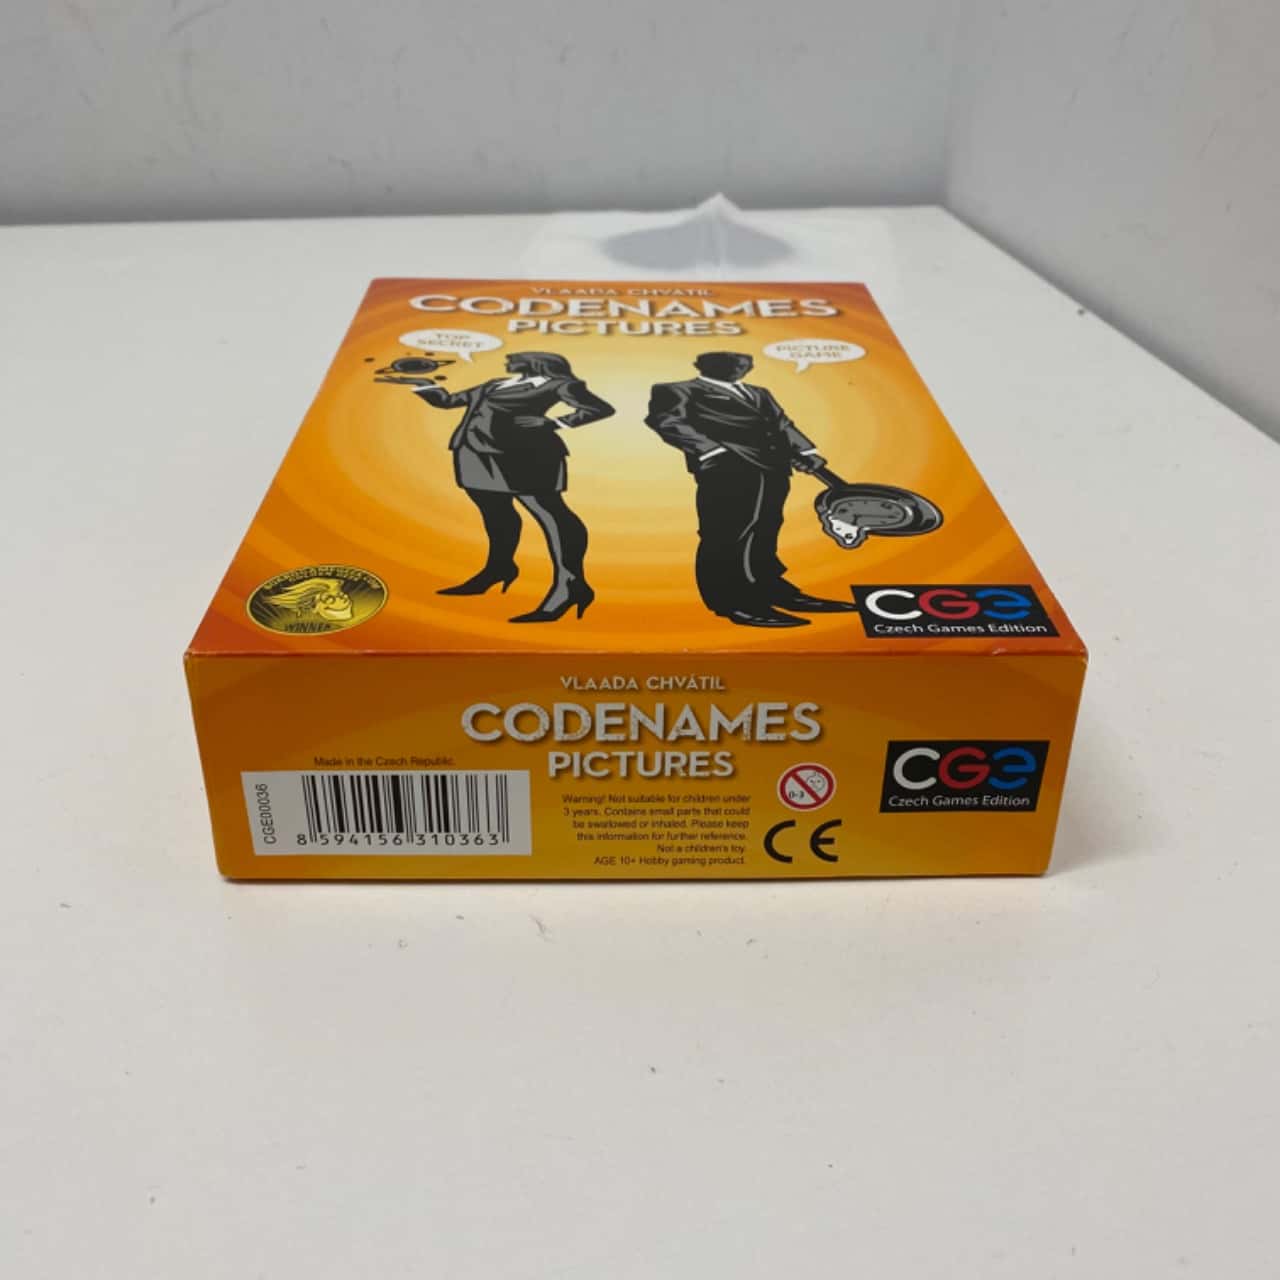 VLAADA CHVÁTIL
CODENAMES
PICTURES
TOP
SECRET
PICTURE
GAME
WINNER
CGE
Czech Games Edition
VLAADA CHVÁTIL
CODENAMES
PICTURES
Made in the Czech Republic.
CGE00036
8 594156 310363
Warning! Not suitable for children under
3 years. Contains small parts that could
be swallowed or inhaled. Please keep
this information for further reference.
Not a children's toy.
AGE 10+ Hobby gaming product.
0-3
CE
CGE
Czech Games Edition